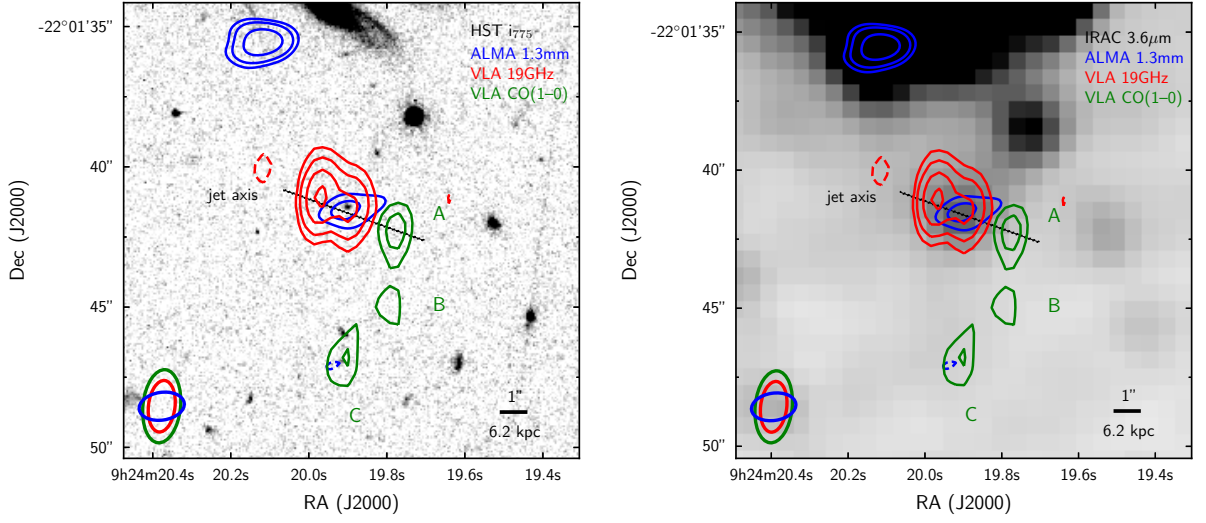 -22°01'35"
40"
45"
50"
Dec (J2000)
9h24m20.4s
20.2s
20.0s
19.8s
19.6s
19.4s
RA (J2000)
HST i775
ALMA 1.3mm
VLA 19GHz
VLA CO(1–0)
jet axis
A
B
C
1"
6.2 kpc
-22°01'35"
40"
45"
50"
Dec (J2000)
9h24m20.4s
20.2s
20.0s
19.8s
19.6s
19.4s
RA (J2000)
IRAC 3.6μm
ALMA 1.3mm
VLA 19GHz
VLA CO(1–0)
jet axis
A
B
C
1"
6.2 kpc